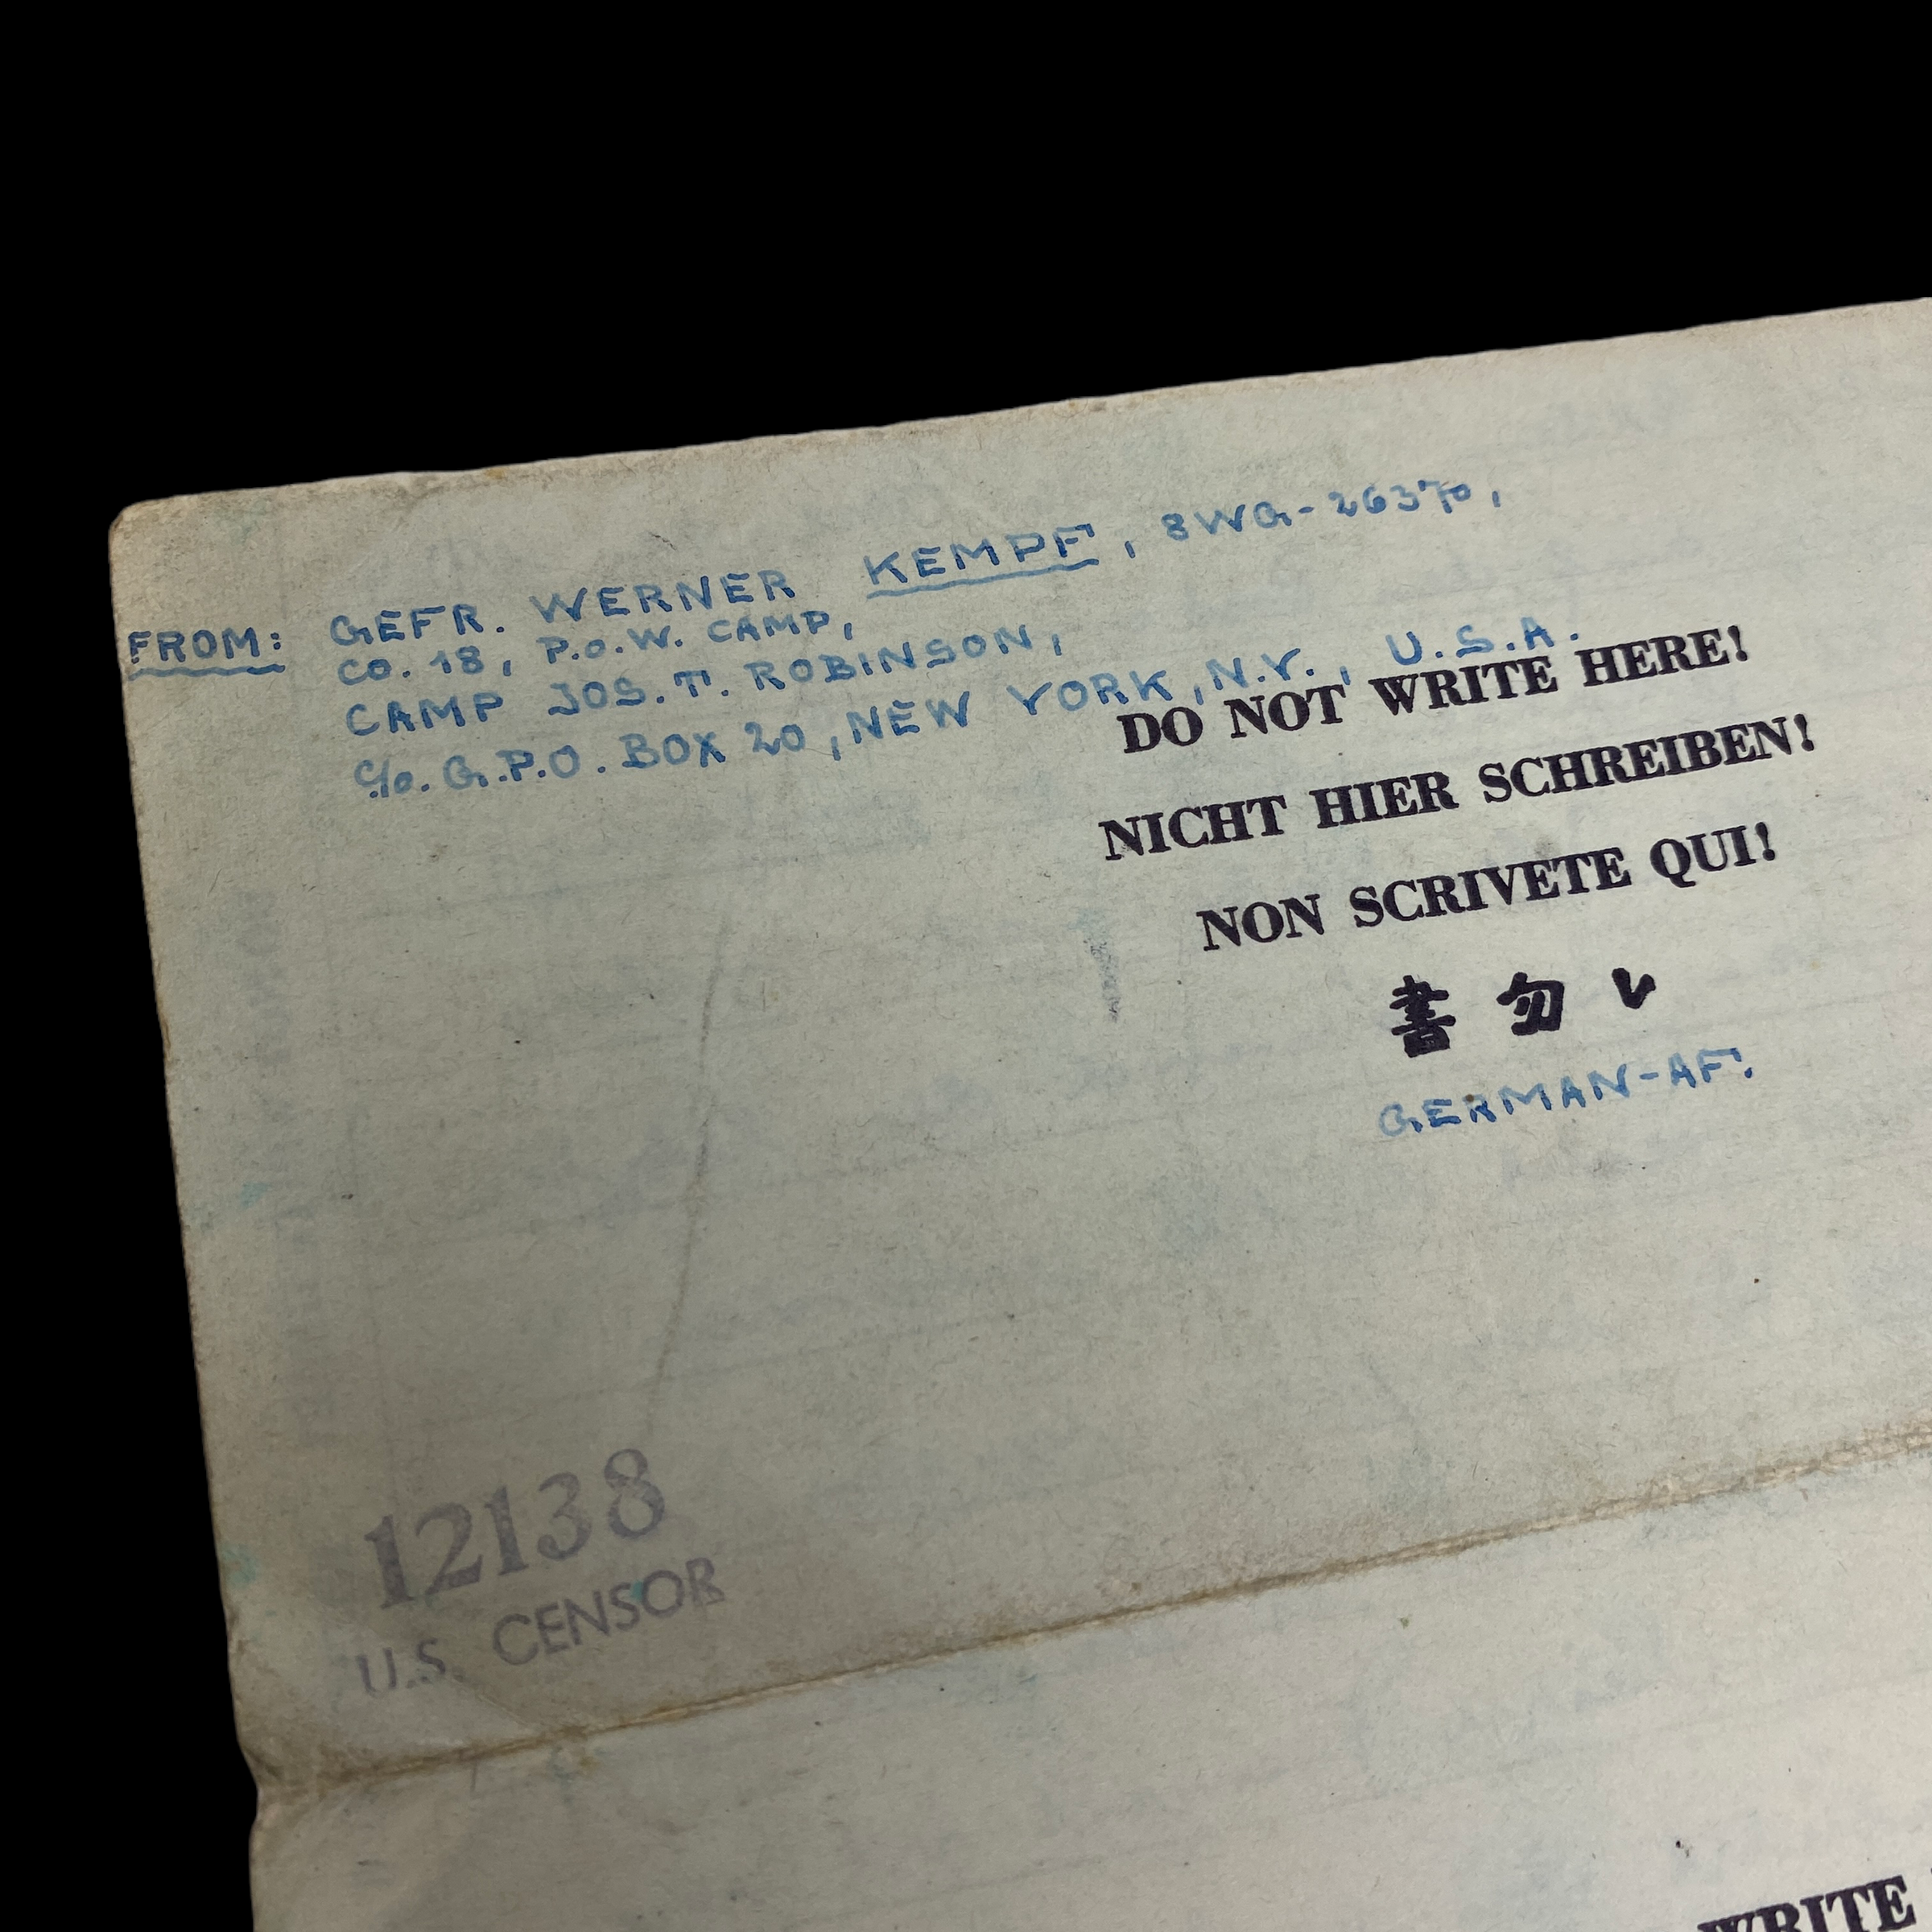 FROM: GEFR. WERNER KEMPF, 8WG-26370,
CO. 18, P.O.W. CAMP,
CAMP JOS. T. ROBINSON,
C/o. G.P.O. BOX 20, NEW YORK, N.Y., U.S.A.
DO NOT WRITE HERE!
NICHT HIER SCHREIBEN!
NON SCRIVETE QUI!
書勿レ
GERMAN-AF.
12138
U.S. CENSOR
WRITE